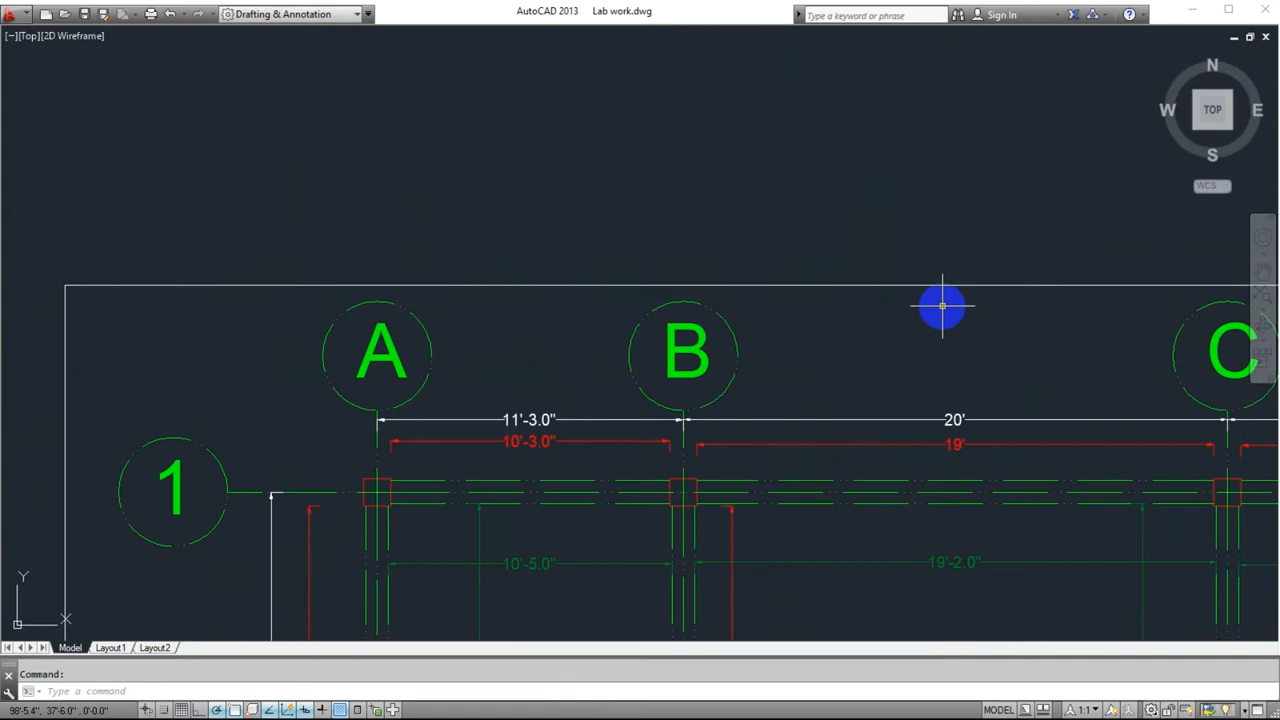 Drafting & Annotation
AutoCAD 2013 Lab work.dwg
Type a keyword or phrase
Sign In
[−][Top][2D Wireframe]
N
W TOP E
S
WCS
A B C
11'-3.0" 20'
10'-3.0" 19'
1
10'-5.0" 19'-2.0"
Y
X
Model Layout1 Layout2
Command:
Type a command
98'-5.4", 37'-6.0", 0'-0.0" MODEL 1:1